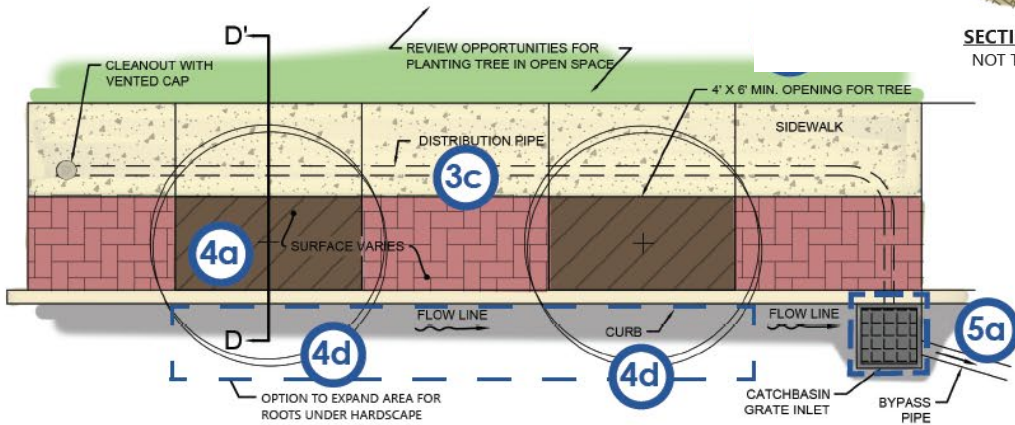 D'
REVIEW OPPORTUNITIES FOR
PLANTING TREE IN OPEN SPACE
SECTI
NOT T
CLEANOUT WITH
VENTED CAP
4' X 6' MIN. OPENING FOR TREE
SIDEWALK
DISTRIBUTION PIPE
3c
4a
SURFACE VARIES
FLOW LINE
FLOW LINE
CURB
5a
D
4d
4d
OPTION TO EXPAND AREA FOR
ROOTS UNDER HARDSCAPE
CATCHBASIN
GRATE INLET
BYPASS
PIPE